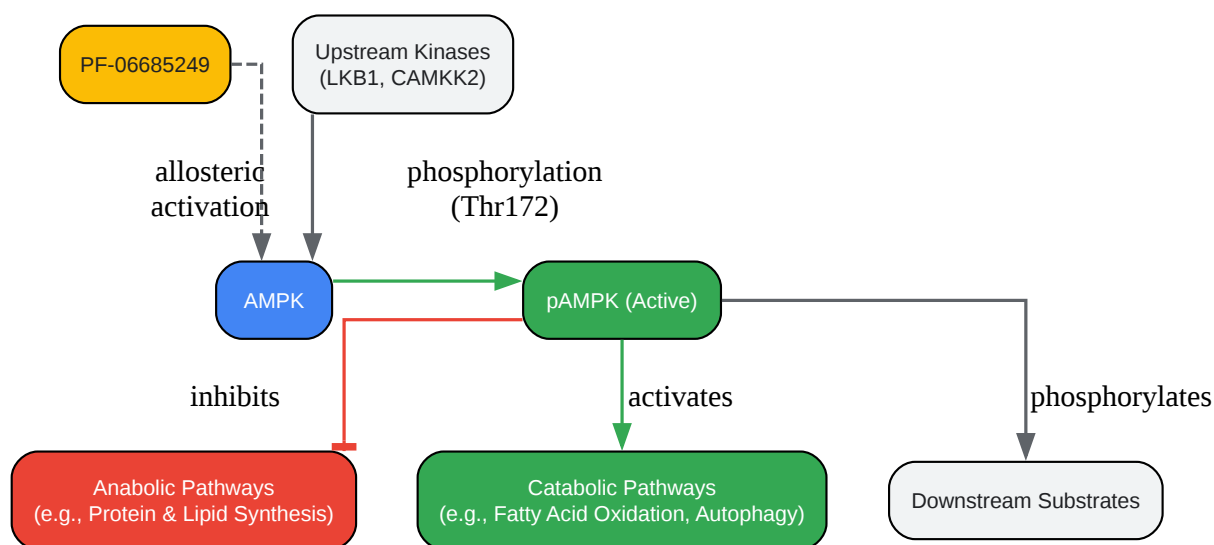 PF-06685249
Upstream Kinases
(LKB1, CAMKK2)
allosteric
activation
phosphorylation
(Thr172)
AMPK
pAMPK (Active)
inhibits
activates
phosphorylates
Anabolic Pathways
(e.g., Protein & Lipid Synthesis)
Catabolic Pathways
(e.g., Fatty Acid Oxidation, Autophagy)
Downstream Substrates